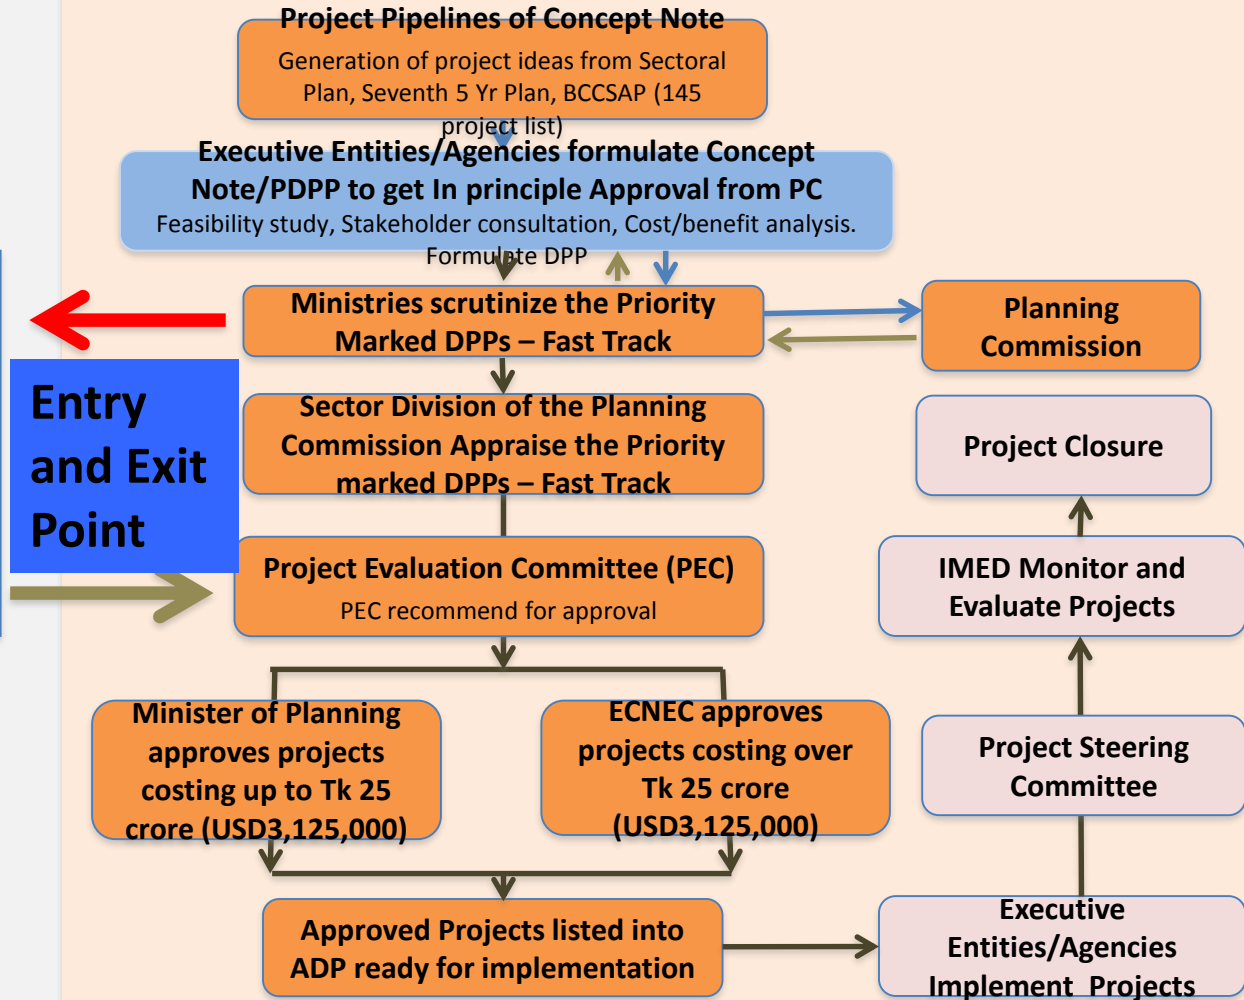 Project Pipelines of Concept Note
Generation of project ideas from Sectoral
Plan, Seventh 5 Yr Plan, BCCSAP (145
project list)
Executive Entities/Agencies formulate Concept
Note/PDPP to get In principle Approval from PC
Feasibility study, Stakeholder consultation, Cost/benefit analysis.
Formulate DPP
Ministries scrutinize the Priority
Marked DPPs – Fast Track
Planning
Commission
Entry
and Exit
Point
Sector Division of the Planning
Commission Appraise the Priority
marked DPPs – Fast Track
Project Closure
Project Evaluation Committee (PEC)
PEC recommend for approval
IMED Monitor and
Evaluate Projects
Minister of Planning
approves projects
costing up to Tk 25
crore (USD3,125,000)
ECNEC approves
projects costing over
Tk 25 crore
(USD3,125,000)
Project Steering
Committee
Approved Projects listed into
ADP ready for implementation
Executive
Entities/Agencies
Implement Projects